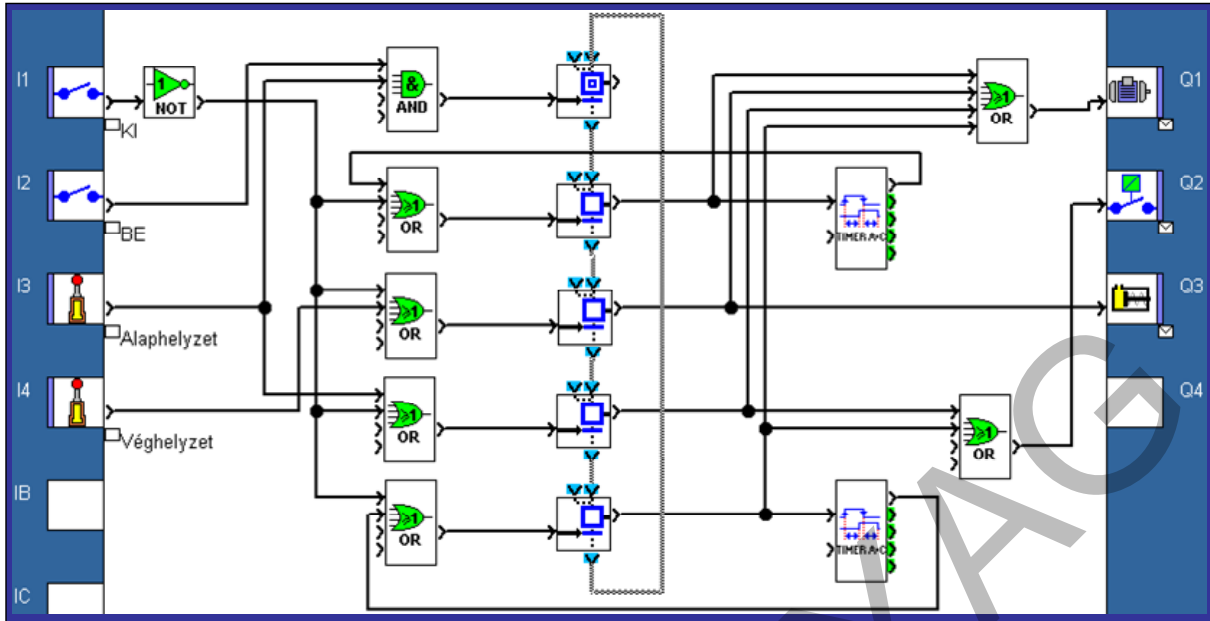 I1
KI
1
NOT
&
AND
≥1
OR
Q1
I2
BE
≥1
OR
TIMER A•C
Q2
I3
Alaphelyzet
≥1
OR
Q3
I4
Véghelyzet
≥1
OR
≥1
OR
Q4
IB
≥1
OR
TIMER A•C
IC
YAG